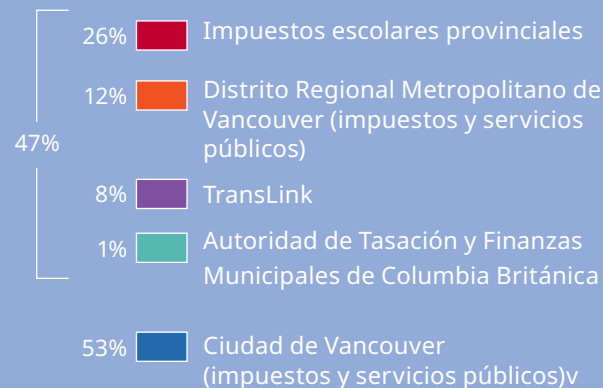 26% Impuestos escolares provinciales
12% Distrito Regional Metropolitano de
Vancouver (impuestos y servicios
públicos)
47%
8% TransLink
1% Autoridad de Tasación y Finanzas
Municipales de Columbia Británica
53% Ciudad de Vancouver
(impuestos y servicios públicos)v